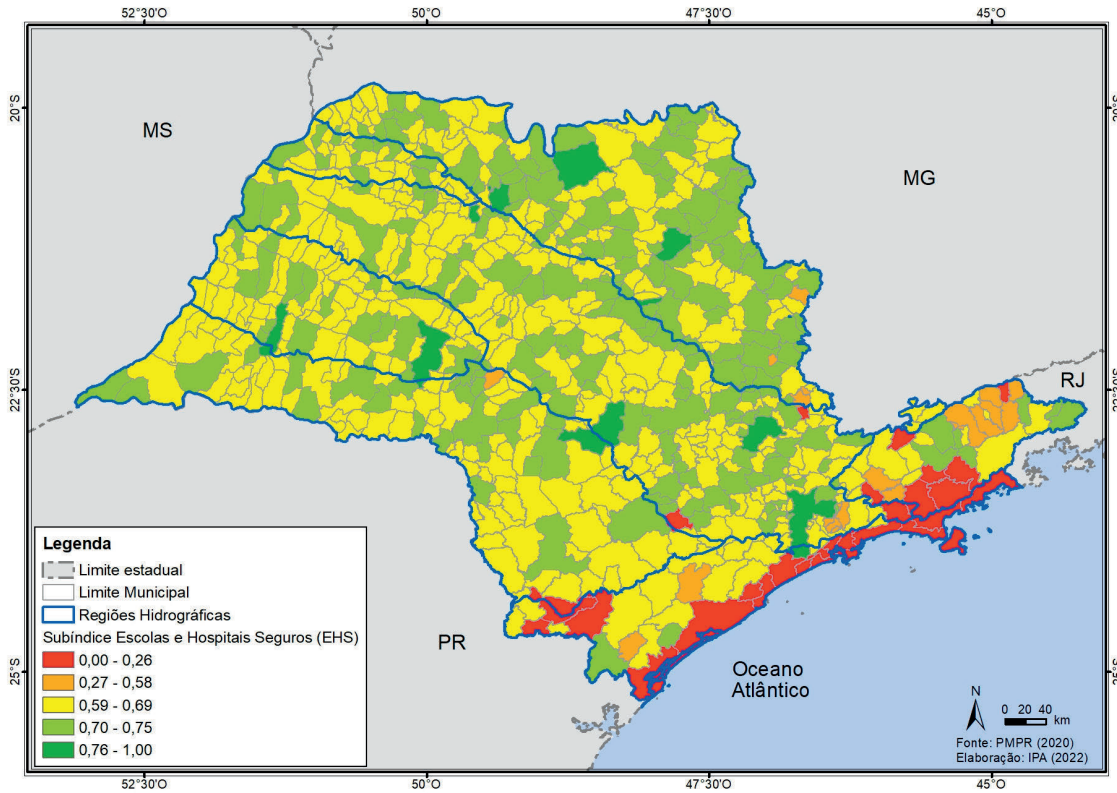 52°30'O 50°O 47°30'O 45°O
20°S
20°S
MS
MG
22°30'S
RJ
22°30'S
Legenda
Limite estadual
Limite Municipal
Regiões Hidrográficas
Subíndice Escolas e Hospitais Seguros (EHS)
0,00 - 0,26
0,27 - 0,58
0,59 - 0,69
0,70 - 0,75
0,76 - 1,00
PR
Oceano
Atlântico
25°S
25°S
N
0 20 40
km
Fonte: PMPR (2020)
Elaboração: IPA (2022)
52°30'O 50°O 47°30'O 45°O